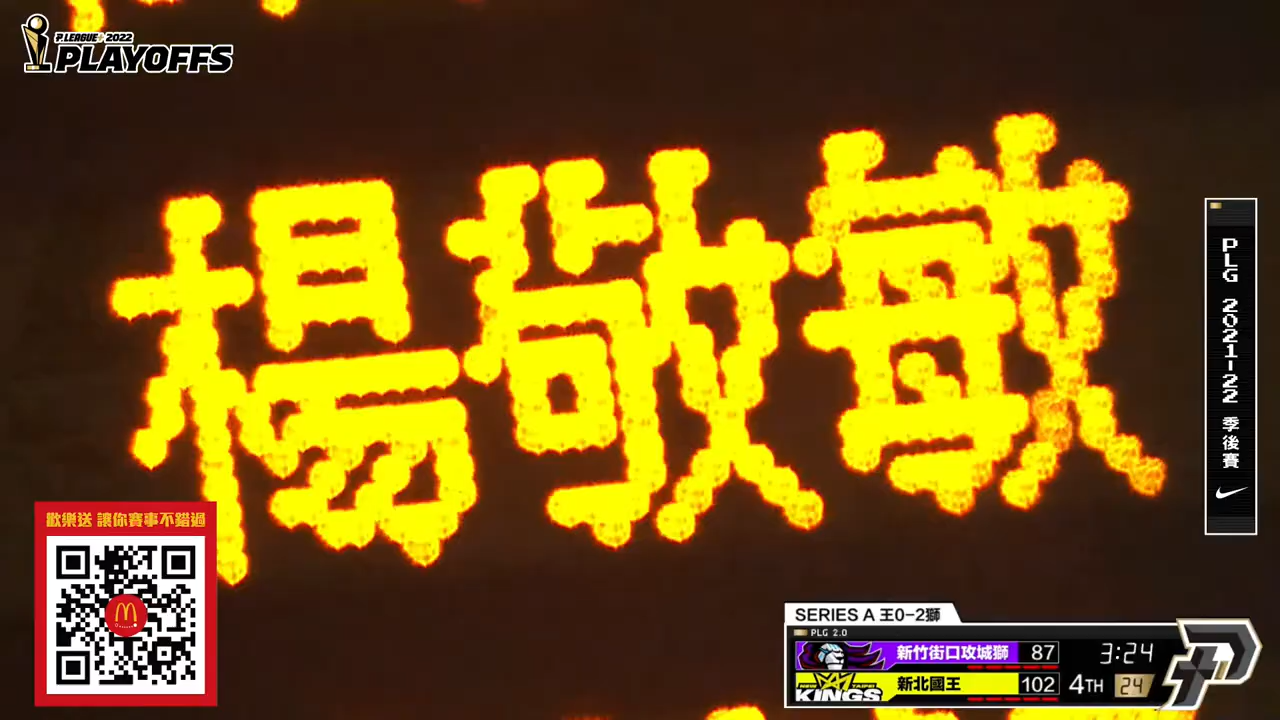 P.LEAGUE+ 2022
PLAYOFFS
楊敬敏
PLG 2021-22 季後賽
歡樂送 讓你賽事不錯過
SERIES A 王0-2獅
PLG 2.0
新竹街口攻城獅 87
NEW TAIPEI
KINGS 新北國王 102
3:24
4TH 24